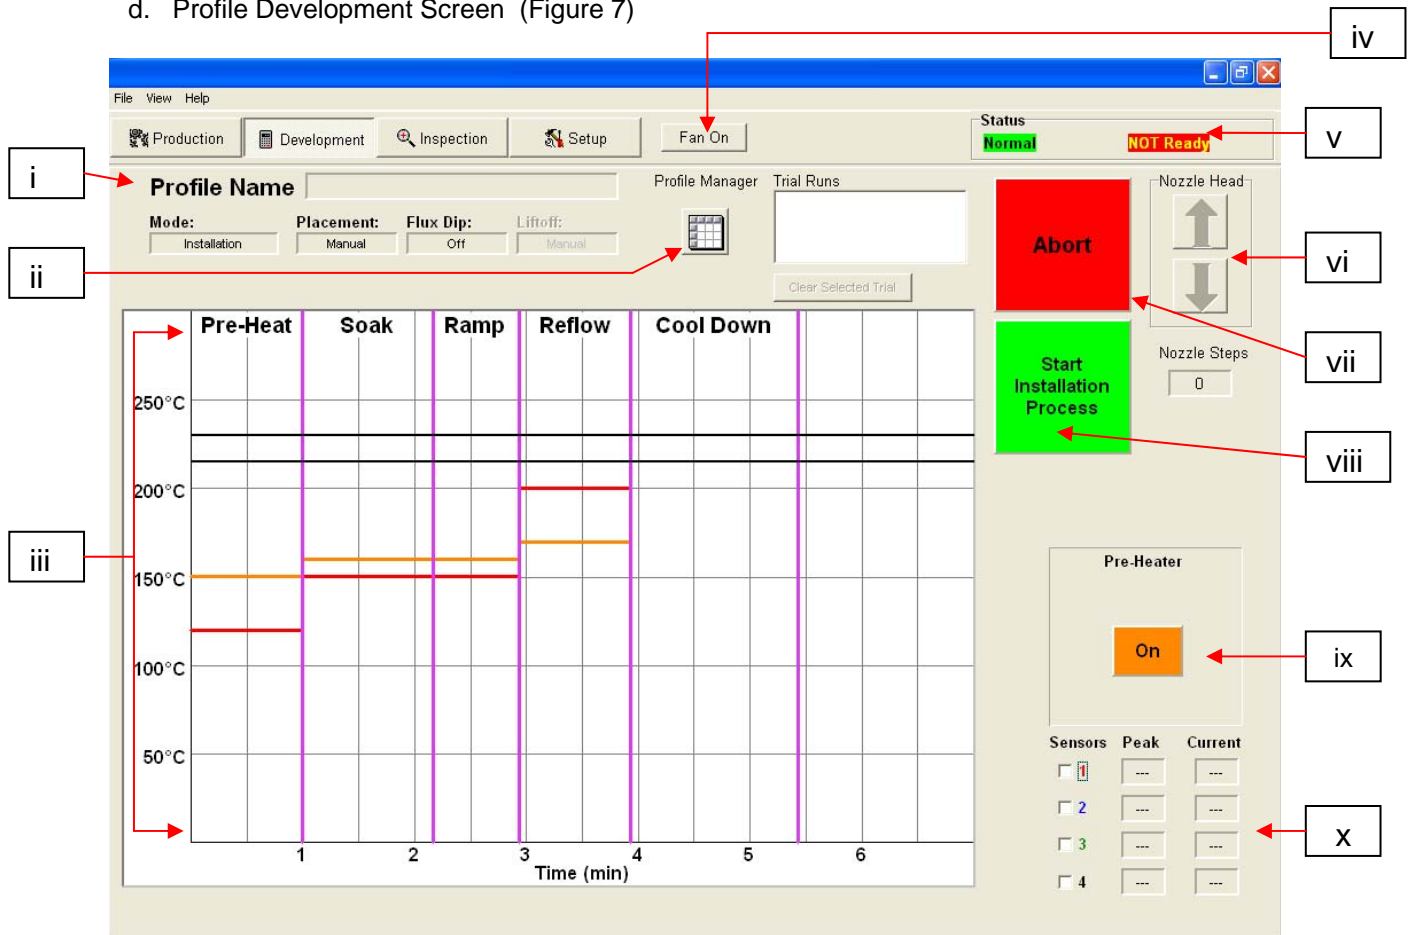 d. Profile Development Screen (Figure 7)
iv
File View Help
Production Development Inspection Setup Fan On
Status
Normal NOT Ready
v
i
Profile Name
Profile Manager
Trial Runs
Nozzle Head
Mode: Placement: Flux Dip: Liftoff:
Installation Manual Off Manual
Abort
vi
ii
Clear Selected Trial
vii
Pre-Heat Soak Ramp Reflow Cool Down
Start
Installation
Process
Nozzle Steps
0
viii
250°C
200°C
150°C
100°C
50°C
iii
1 2 3 4 5 6
Time (min)
Pre-Heater
On
ix
Sensors Peak Current
1 --- ---
2 --- ---
3 --- ---
4 --- ---
x